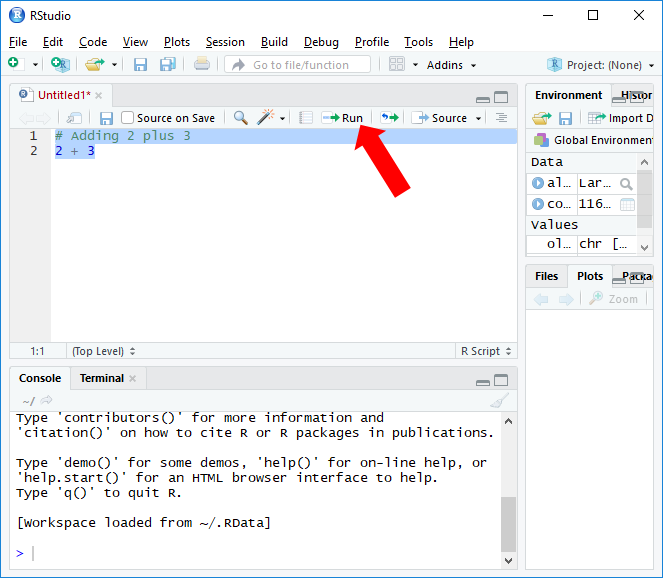 RStudio
File Edit Code View Plots Session Build Debug Profile Tools Help
Go to file/function Addins Project: (None)
Untitled1*
Source on Save Run Source
1 # Adding 2 plus 3
2 2 + 3
1:1 (Top Level) R Script
Console Terminal
~/
Type 'contributors()' for more information and
'citation()' on how to cite R or R packages in publications.
Type 'demo()' for some demos, 'help()' for on-line help, or
'help.start()' for an HTML browser interface to help.
Type 'q()' to quit R.
[Workspace loaded from ~/.RData]
>
Environment Histor
Import D
Global Environment
Data
al... Lar...
co... 116...
Values
ol... chr [...
Files Plots Packa
Zoom